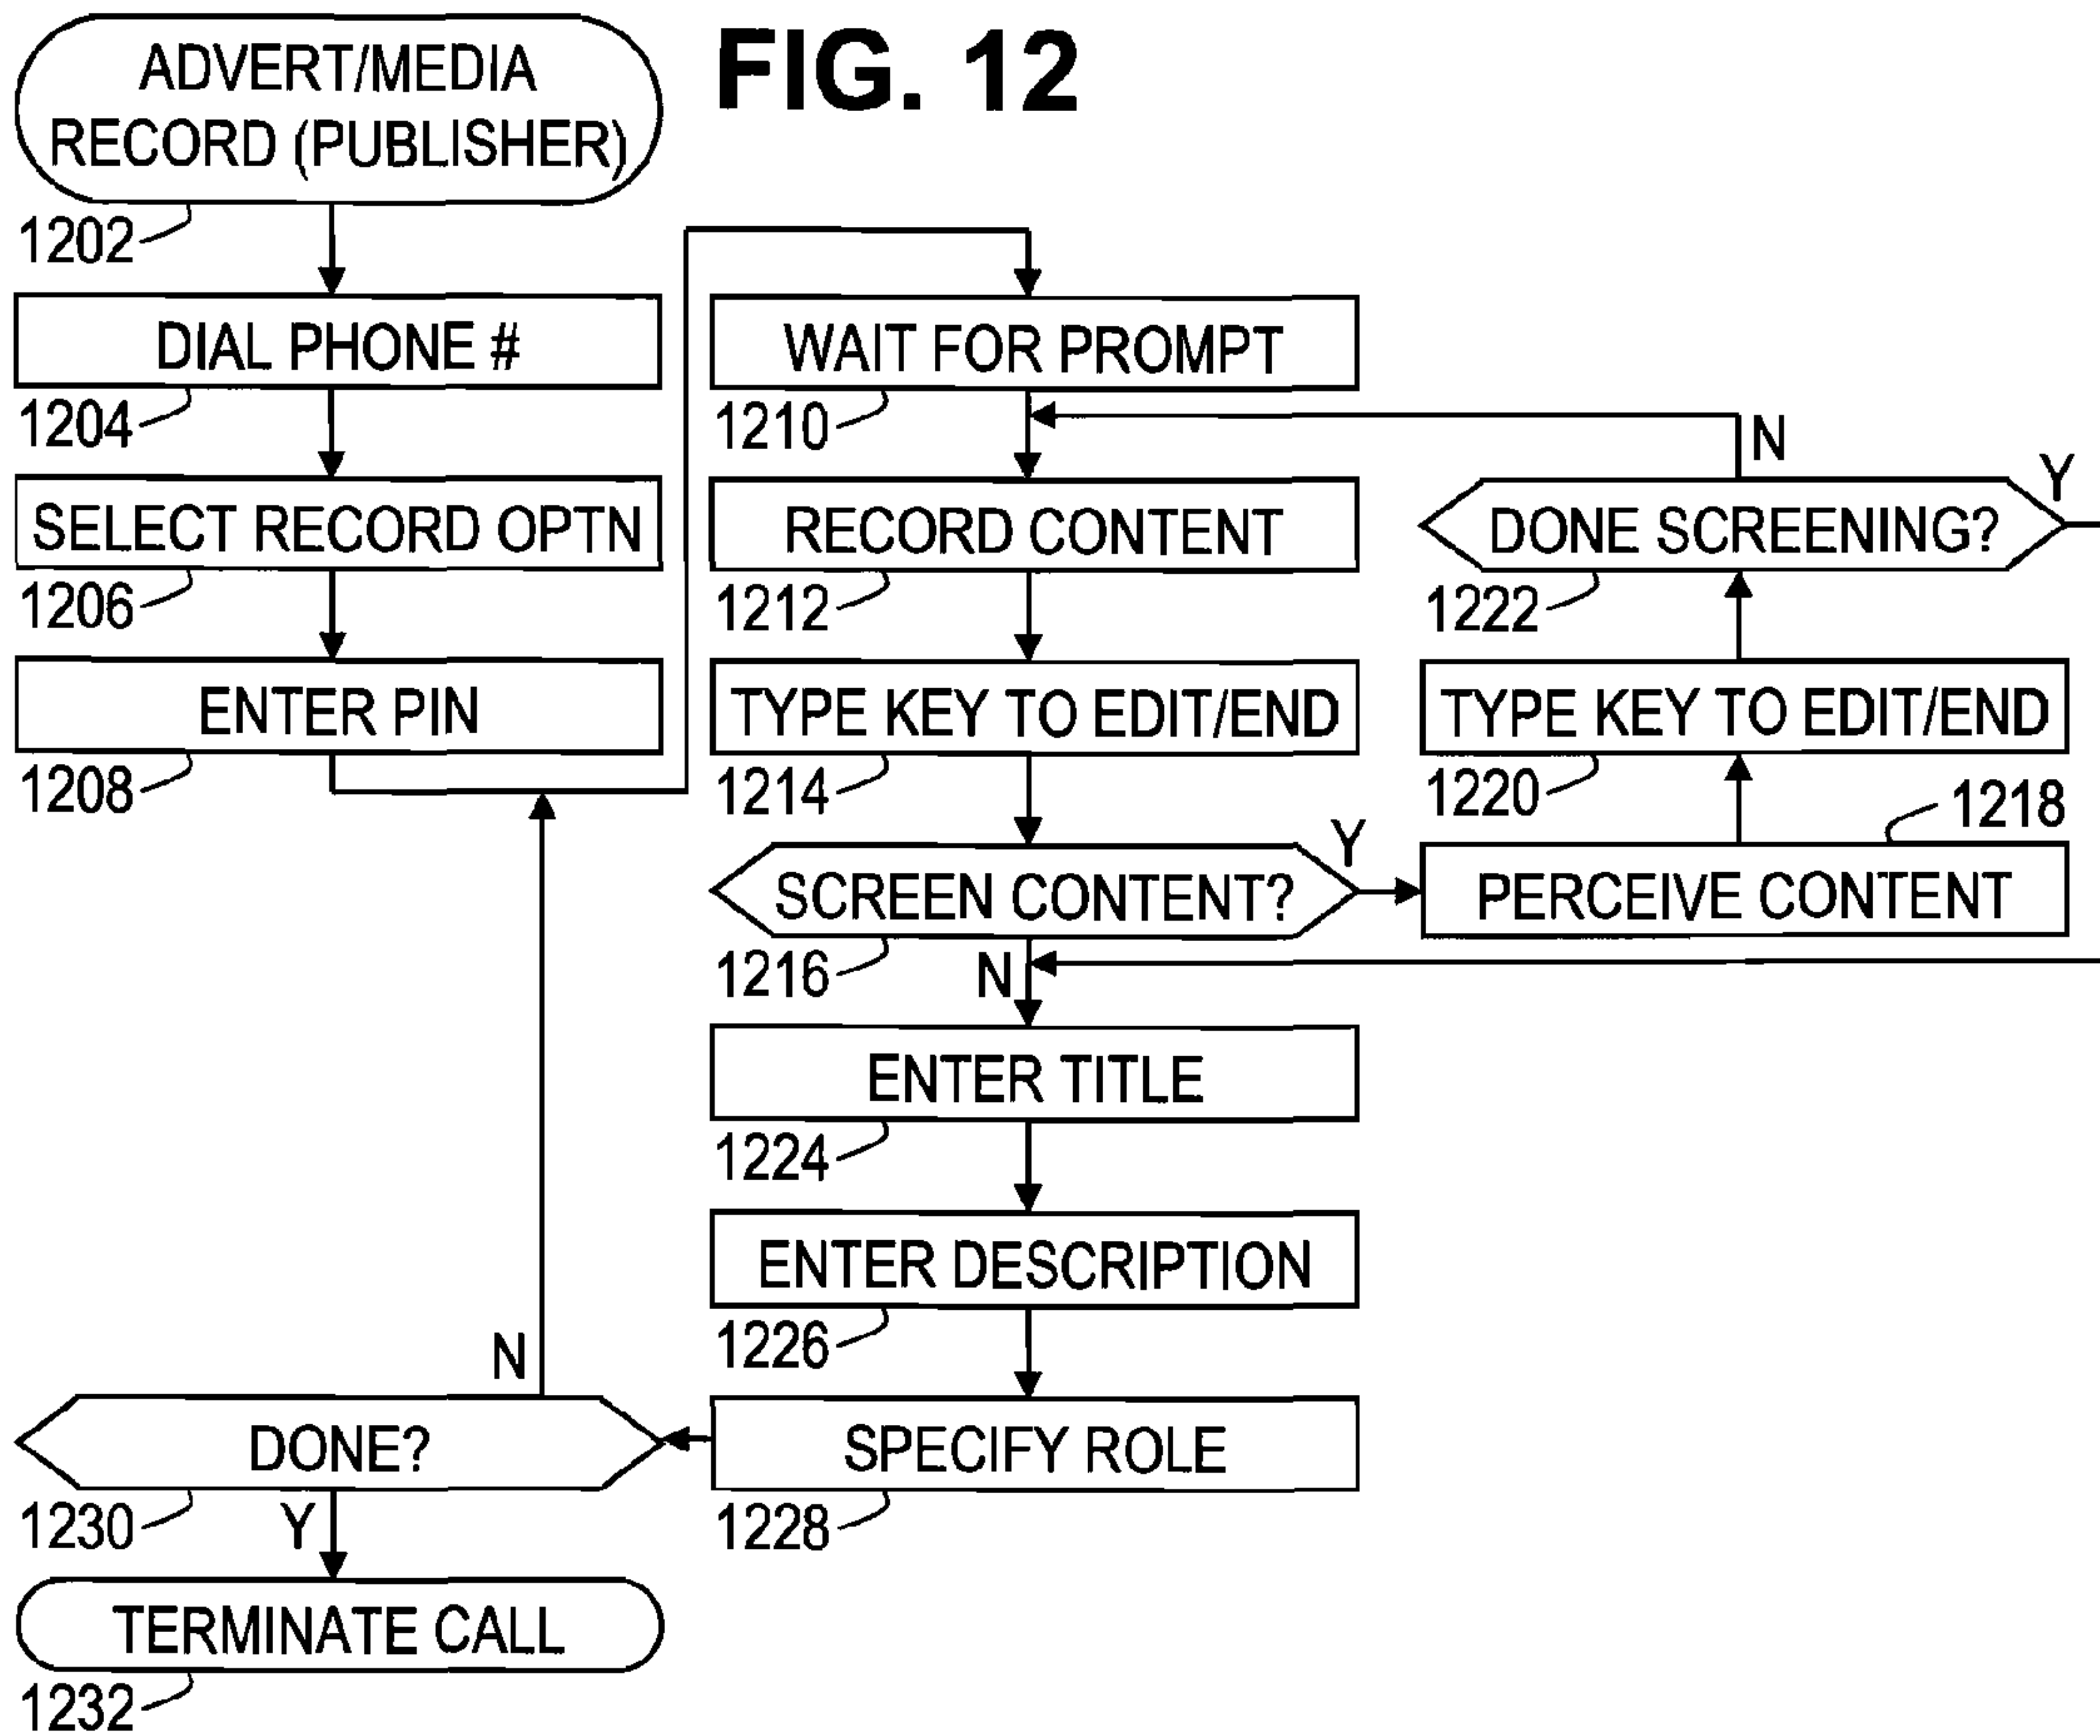 FIG. 12
ADVERT/MEDIA
RECORD (PUBLISHER)
1202
DIAL PHONE #
1204
SELECT RECORD OPTN
1206
ENTER PIN
1208
WAIT FOR PROMPT
1210
RECORD CONTENT
1212
TYPE KEY TO EDIT/END
1214
SCREEN CONTENT?
1216
Y
N
PERCEIVE CONTENT
1218
TYPE KEY TO EDIT/END
1220
DONE SCREENING?
1222
N
Y
ENTER TITLE
1224
ENTER DESCRIPTION
1226
SPECIFY ROLE
1228
DONE?
1230
N
Y
TERMINATE CALL
1232